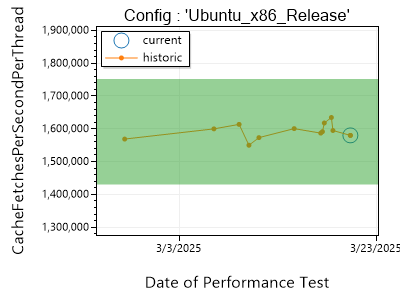 Config : 'Ubuntu_x86_Release'
CacheFetchesPerSecondPerThread
1,900,000
1,800,000
1,700,000
1,600,000
1,500,000
1,400,000
1,300,000
current
historic
3/3/2025
3/23/2025
Date of Performance Test